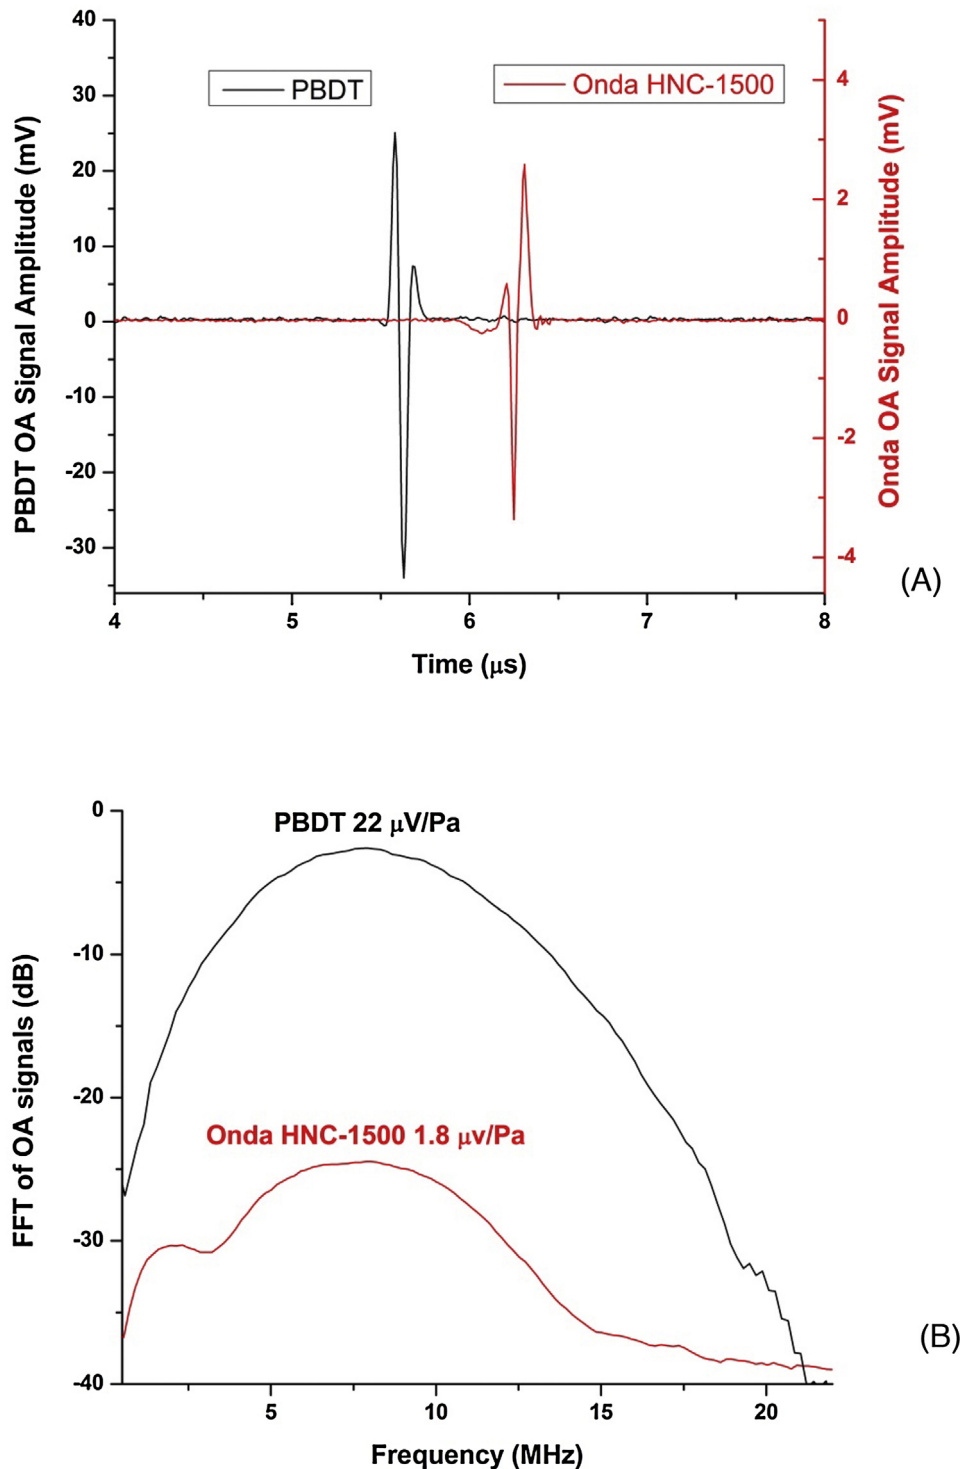 PBDT
Onda HNC-1500
40
30
20
10
0
-10
-20
-30
PBDT OA Signal Amplitude (mV)
4
2
0
-2
-4
Onda OA Signal Amplitude (mV)
4
5
6
7
8
Time (μs)
(A)
PBDT 22 μV/Pa
Onda HNC-1500 1.8 μv/Pa
0
-10
-20
-30
-40
FFT of OA signals (dB)
5
10
15
20
Frequency (MHz)
(B)